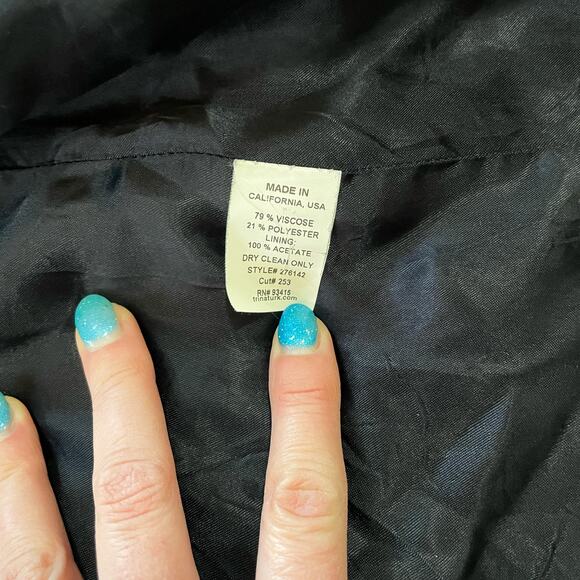 MADE IN
CALIFORNIA, USA
79 % VISCOSE
21 % POLYESTER
LINING:
100 % ACETATE
DRY CLEAN ONLY
STYLE# 276142
Cut# 253
RN# 93415
trinaturk.com